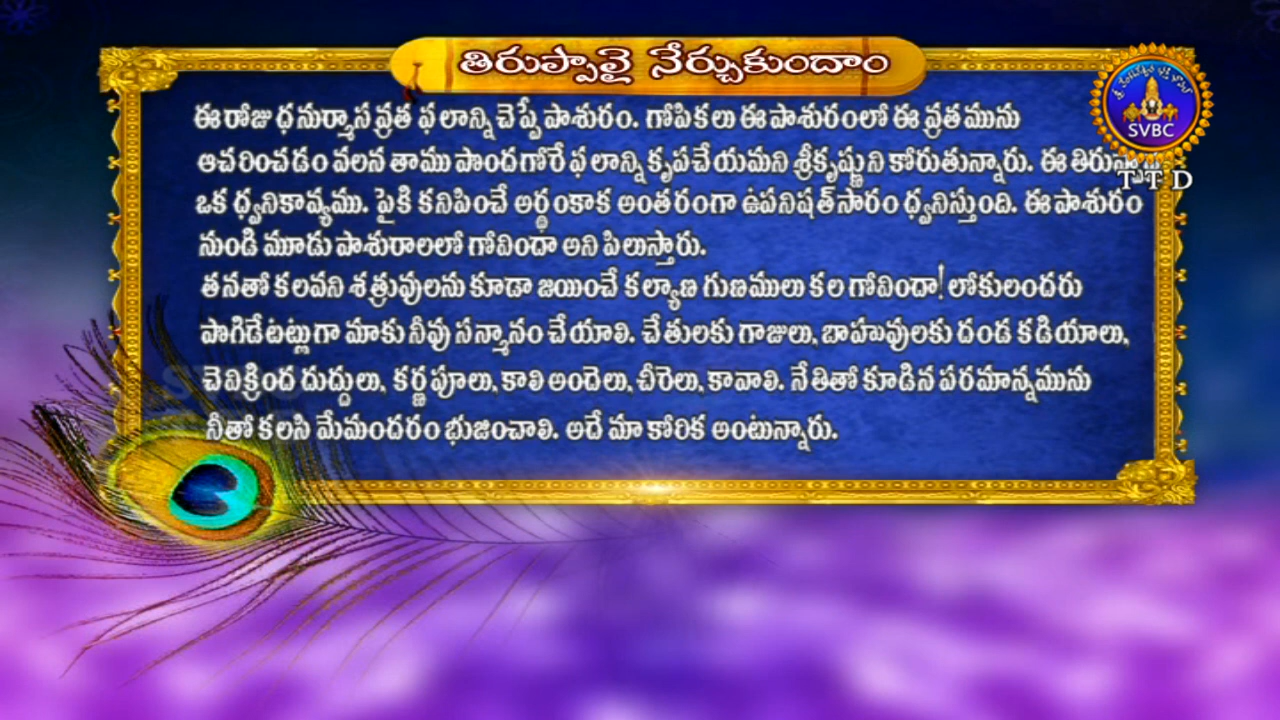 తిరుప్పావై నేర్చుకుందాం
ఈ రోజు ధనుర్మాస వ్రత ఫలాన్ని చెప్పే పాశురం. గోపికలు ఈ పాశురంలో ఈ వ్రతమును
ఆచరించడం వలన తాము పొందగోరే ఫలాన్ని కృపచేయమని శ్రీకృష్ణుని కోరుతున్నారు. ఈ
ఒక ధ్వనికావ్యము. పైకి కనిపించే అర్థంకాక అంతరంగా ఉపనిషత్‌సారం ధ్వనిస్తుంది. ఈ పాశురం
నుండి మూడు పాశురాలలో గోవిందా అని పిలుస్తారు.
తనతో కలవని శత్రువులను కూడా జయించే కల్యాణ గుణములు కల గోవిందా! లోకులందరు
పొగిడేటట్లుగా మాకు నీవు సన్మానం చేయాలి. చేతులకు గాజులు, బాహువులకు దండ కడియాలు,
చెవిక్రింద దుద్దులు, కర్ణపూలు, కాలి అందెలు, చీరెలు, కావాలి. నేతితో కూడిన పరమాన్నమును
నీతో కలసి మేమందరం భుజించాలి. అదే మా కోరిక అంటున్నారు.
SVBC
TTD